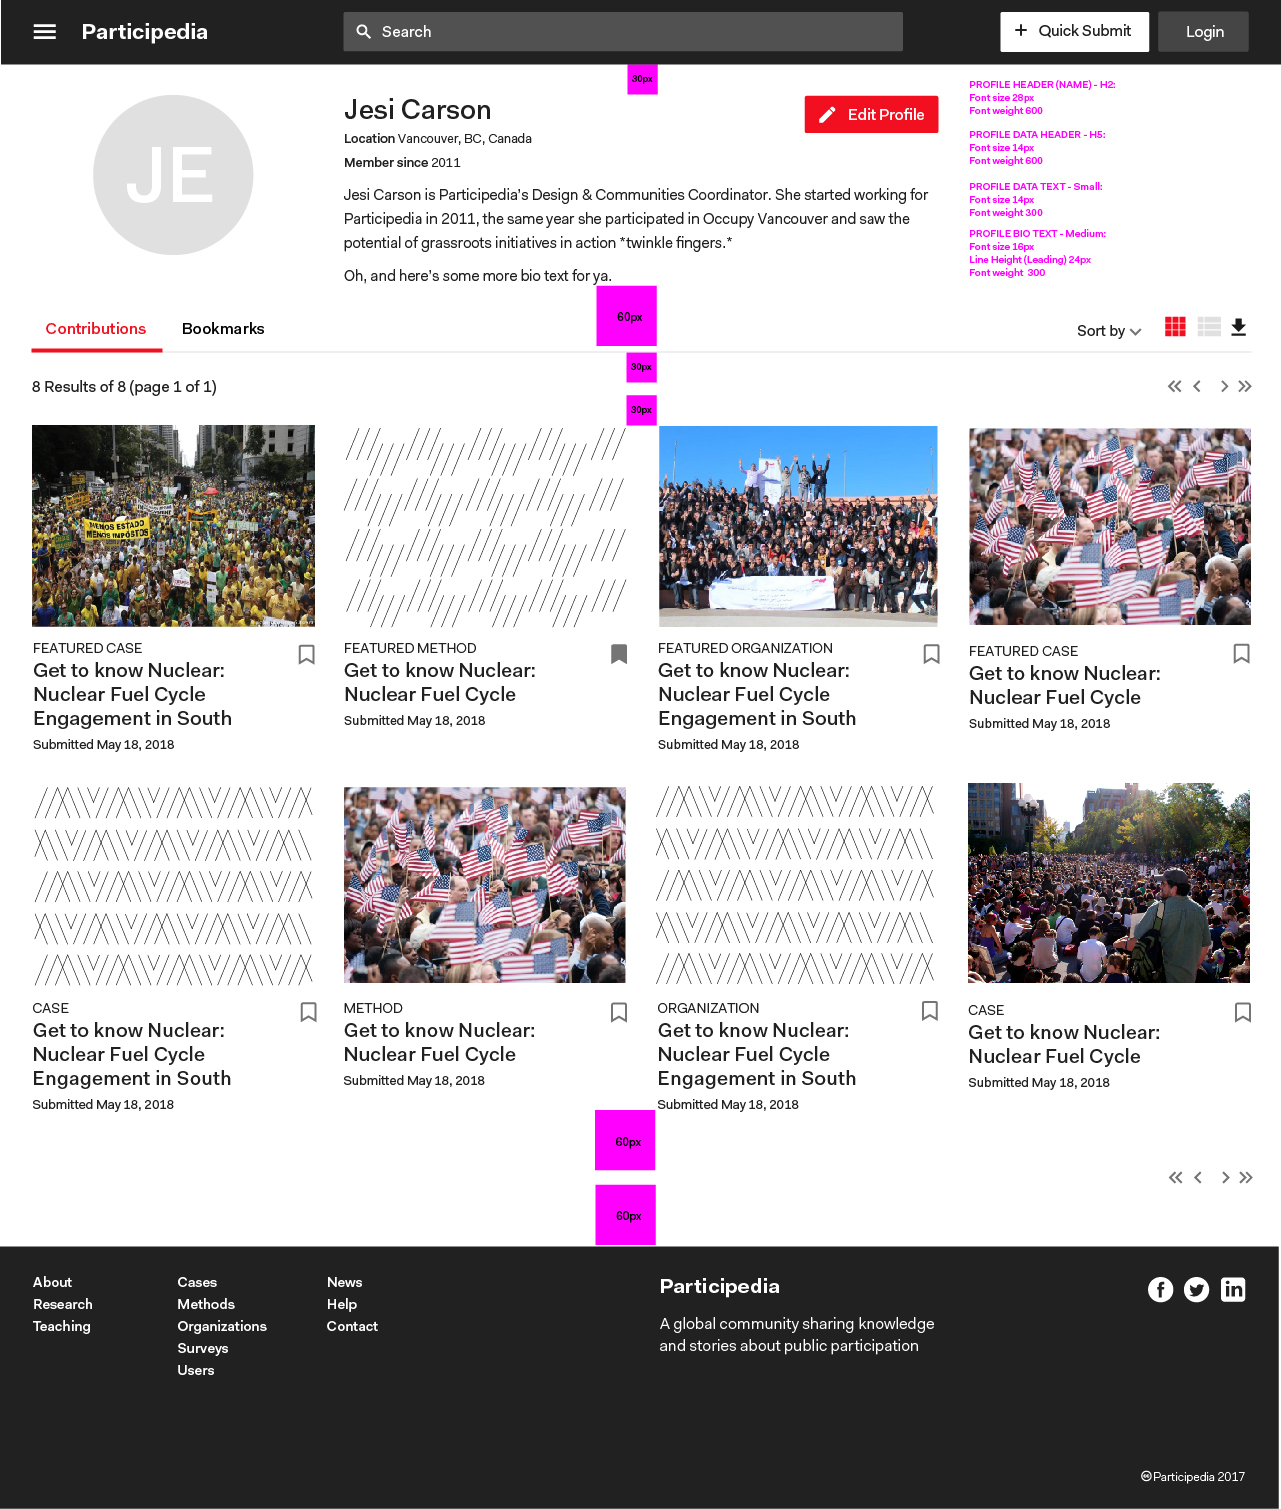 Participedia
Search
+ Quick Submit
Login
30px
JE
Jesi Carson
Edit Profile
Location Vancouver, BC, Canada
Member since 2011
Jesi Carson is Participedia's Design & Communities Coordinator. She started working for
Participedia in 2011, the same year she participated in Occupy Vancouver and saw the
potential of grassroots initiatives in action *twinkle fingers.*
Oh, and here's some more bio text for ya.
PROFILE HEADER (NAME) - H2:
Font size 28px
Font weight 600
PROFILE DATA HEADER - H5:
Font size 14px
Font weight 600
PROFILE DATA TEXT - Small:
Font size 14px
Font weight 300
PROFILE BIO TEXT - Medium:
Font size 16px
Line Height (Leading) 24px
Font weight 300
60px
Contributions
Bookmarks
Sort by
30px
8 Results of 8 (page 1 of 1)
30px
MENOS ESTADO
MENOS IMPOSTOS
FEATURED CASE
Get to know Nuclear:
Nuclear Fuel Cycle
Engagement in South
Submitted May 18, 2018
FEATURED METHOD
Get to know Nuclear:
Nuclear Fuel Cycle
Submitted May 18, 2018
FEATURED ORGANIZATION
Get to know Nuclear:
Nuclear Fuel Cycle
Engagement in South
Submitted May 18, 2018
FEATURED CASE
Get to know Nuclear:
Nuclear Fuel Cycle
Submitted May 18, 2018
CASE
Get to know Nuclear:
Nuclear Fuel Cycle
Engagement in South
Submitted May 18, 2018
METHOD
Get to know Nuclear:
Nuclear Fuel Cycle
Submitted May 18, 2018
ORGANIZATION
Get to know Nuclear:
Nuclear Fuel Cycle
Engagement in South
Submitted May 18, 2018
CASE
Get to know Nuclear:
Nuclear Fuel Cycle
Submitted May 18, 2018
60px
60px
About
Research
Teaching
Cases
Methods
Organizations
Surveys
Users
News
Help
Contact
Participedia
A global community sharing knowledge
and stories about public participation
Participedia 2017